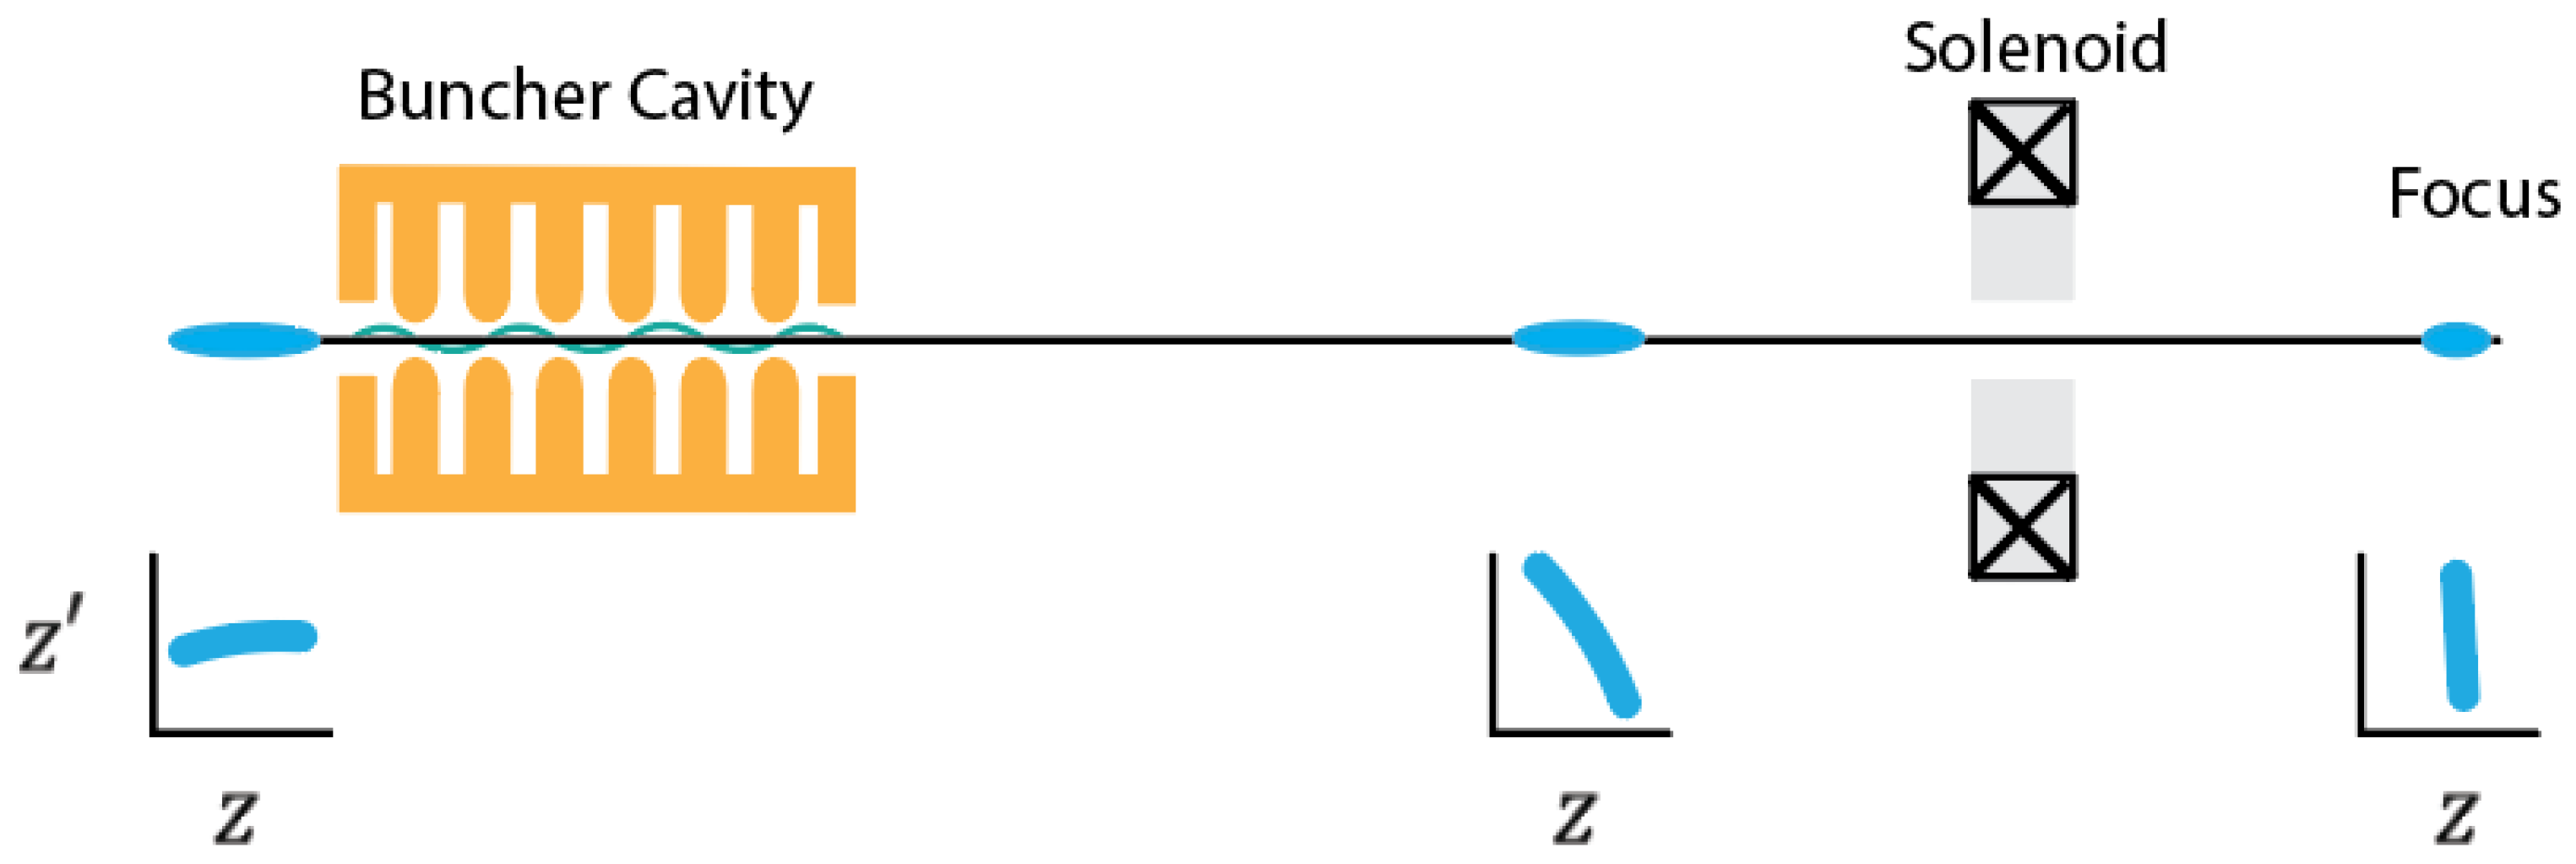 Solenoid
Buncher Cavity
Focus
z′
z
z
z